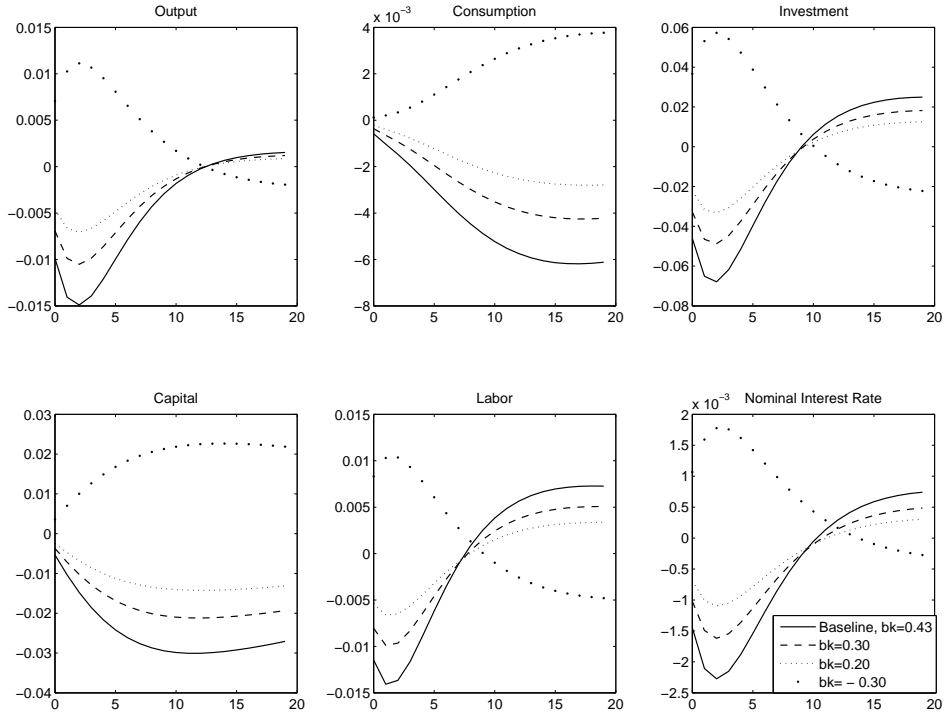 Output
0.015
0.01
0.005
0
−0.005
−0.01
−0.015
0 5 10 15 20
Consumption
x 10⁻³
4
2
0
−2
−4
−6
−8
0 5 10 15 20
Investment
0.06
0.04
0.02
0
−0.02
−0.04
−0.06
−0.08
0 5 10 15 20
Capital
0.03
0.02
0.01
0
−0.01
−0.02
−0.03
−0.04
0 5 10 15 20
Labor
0.015
0.01
0.005
0
−0.005
−0.01
−0.015
0 5 10 15 20
Nominal Interest Rate
x 10⁻³
2
1.5
1
0.5
0
−0.5
−1
−1.5
−2
−2.5
0 5 10 15 20
Baseline, bk=0.43
bk=0.30
bk=0.20
bk= − 0.30